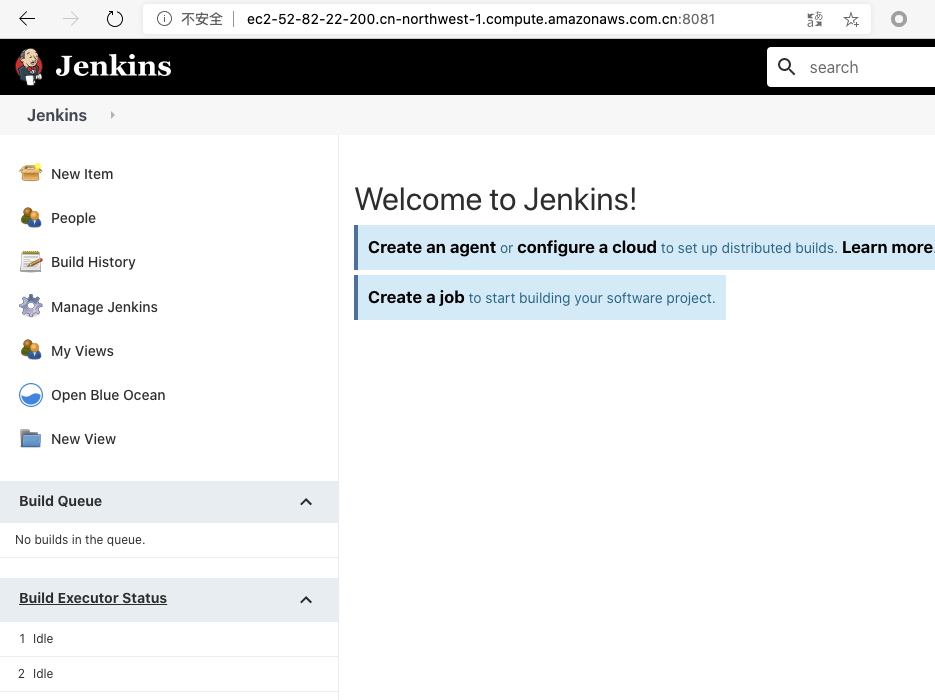 不安全 ec2-52-82-22-200.cn-northwest-1.compute.amazonaws.com.cn:8081
Jenkins
search
Jenkins
New Item
People
Build History
Manage Jenkins
My Views
Open Blue Ocean
New View
Build Queue
No builds in the queue.
Build Executor Status
1 Idle
2 Idle
Welcome to Jenkins!
Create an agent or configure a cloud to set up distributed builds. Learn more.
Create a job to start building your software project.